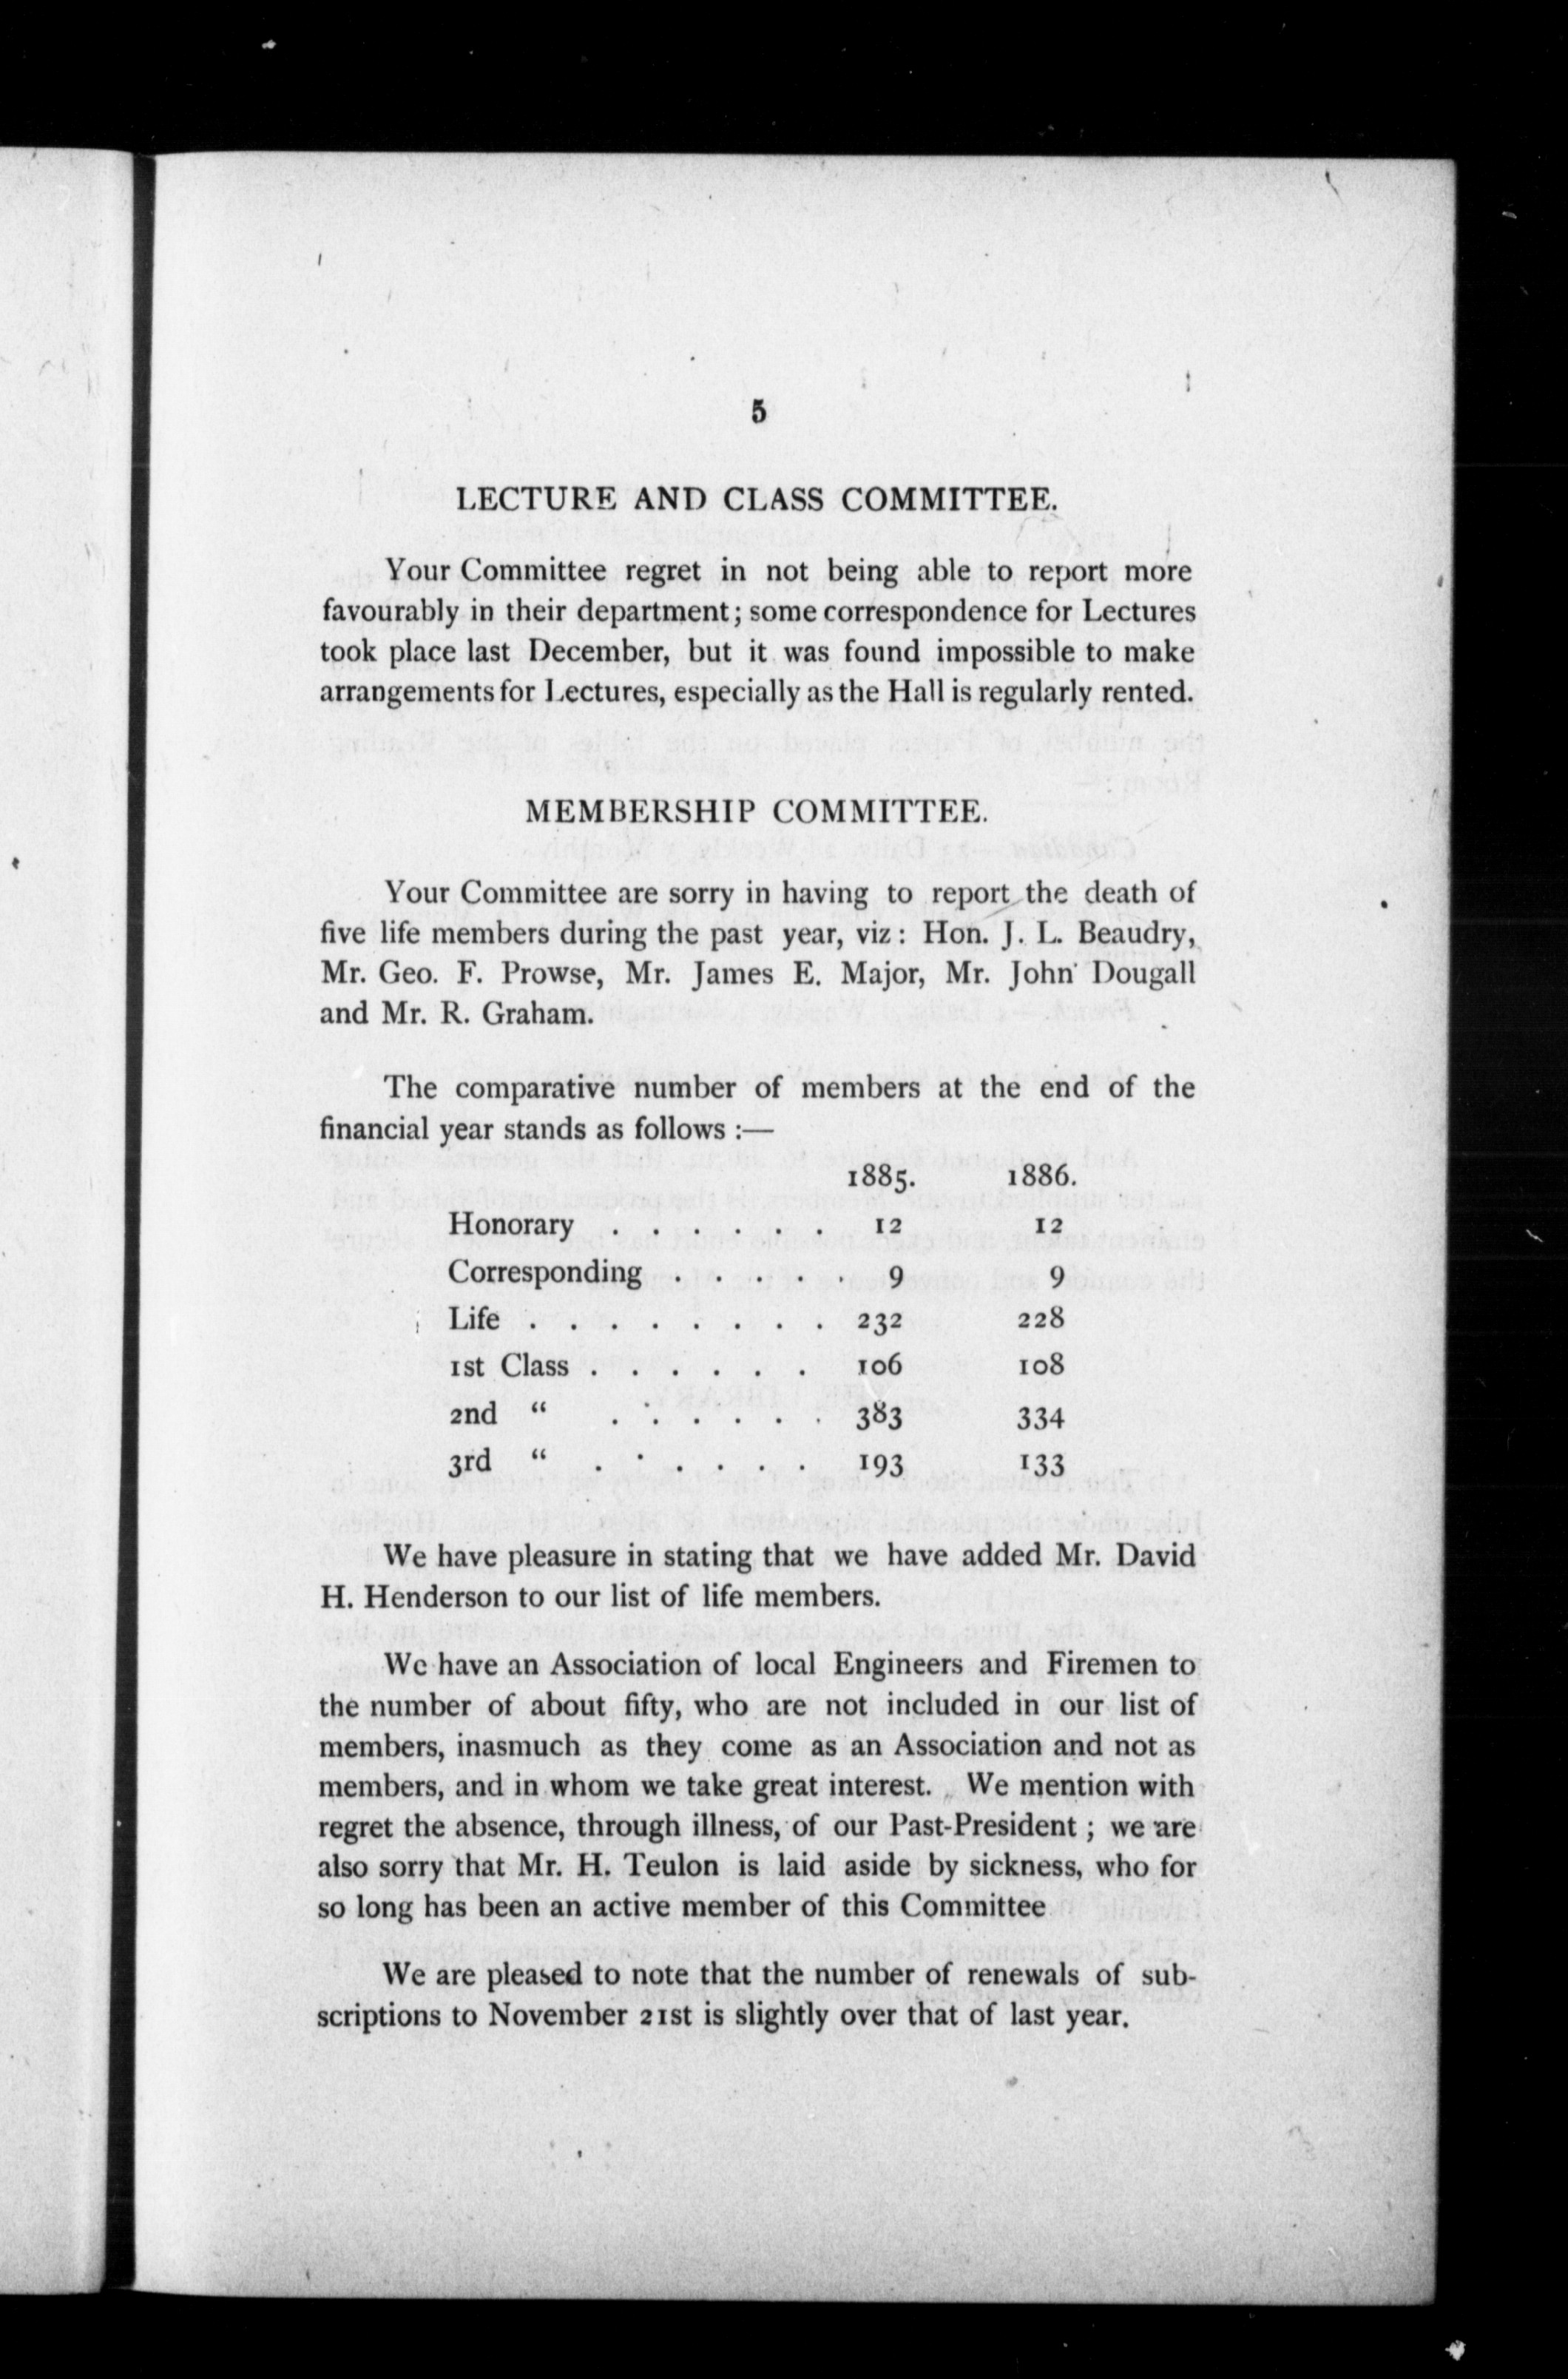 5
LECTURE AND CLASS COMMITTEE.
Your Committee regret in not being able to report more
favourably in their department; some correspondence for Lectures
took place last December, but it was found impossible to make
arrangements for Lectures, especially as the Hall is regularly rented.
MEMBERSHIP COMMITTEE.
Your Committee are sorry in having to report the death of
five life members during the past year, viz: Hon. J. L. Beaudry,
Mr. Geo. F. Prowse, Mr. James E. Major, Mr. John Dougall
and Mr. R. Graham.
The comparative number of members at the end of the
financial year stands as follows :—
1885. 1886.
Honorary . . . . . . 12 12
Corresponding . . . . . 9 9
Life . . . . . . . . 232 228
1st Class . . . . . . 106 108
2nd “ . . . . . . 383 334
3rd “ . . . . . . 193 133
We have pleasure in stating that we have added Mr. David
H. Henderson to our list of life members.
We have an Association of local Engineers and Firemen to
the number of about fifty, who are not included in our list of
members, inasmuch as they come as an Association and not as
members, and in whom we take great interest. We mention with
regret the absence, through illness, of our Past-President ; we are
also sorry that Mr. H. Teulon is laid aside by sickness, who for
so long has been an active member of this Committee
We are pleased to note that the number of renewals of sub-
scriptions to November 21st is slightly over that of last year.